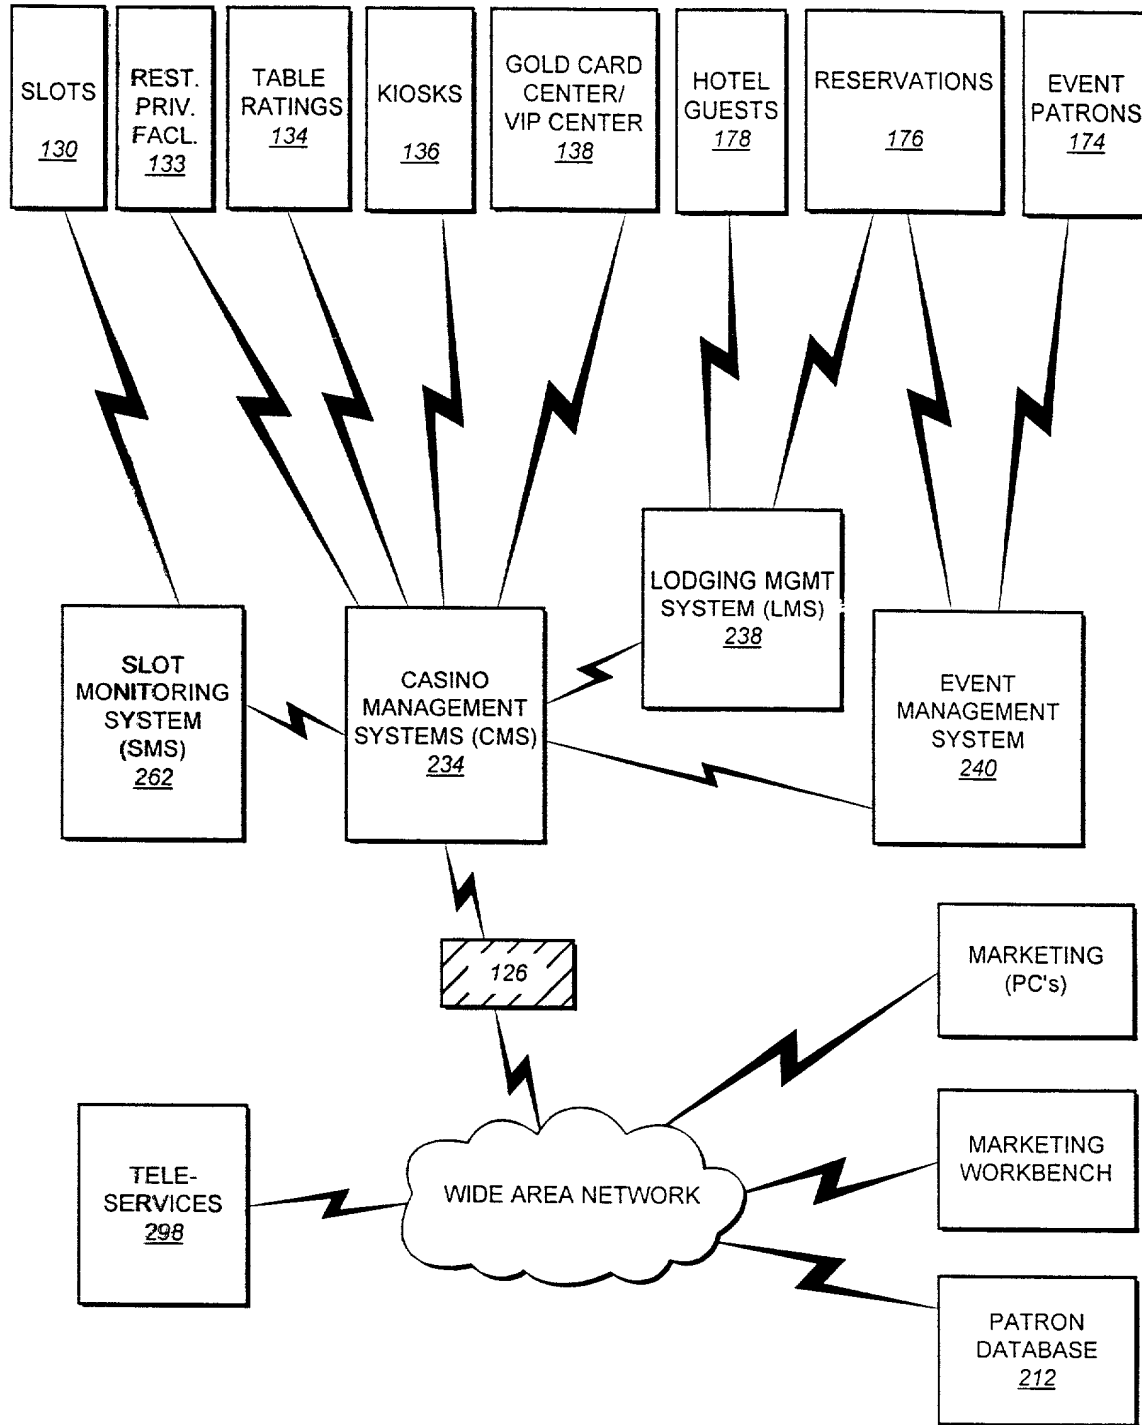 SLOTS
130
REST.
PRIV.
FACL.
133
TABLE
RATINGS
134
KIOSKS
136
GOLD CARD
CENTER/
VIP CENTER
138
HOTEL
GUESTS
178
RESERVATIONS
176
EVENT
PATRONS
174
LODGING MGMT
SYSTEM (LMS)
238
SLOT
MONITORING
SYSTEM
(SMS)
262
CASINO
MANAGEMENT
SYSTEMS (CMS)
234
EVENT
MANAGEMENT
SYSTEM
240
126
MARKETING
(PC's)
TELE-
SERVICES
298
WIDE AREA NETWORK
MARKETING
WORKBENCH
PATRON
DATABASE
212